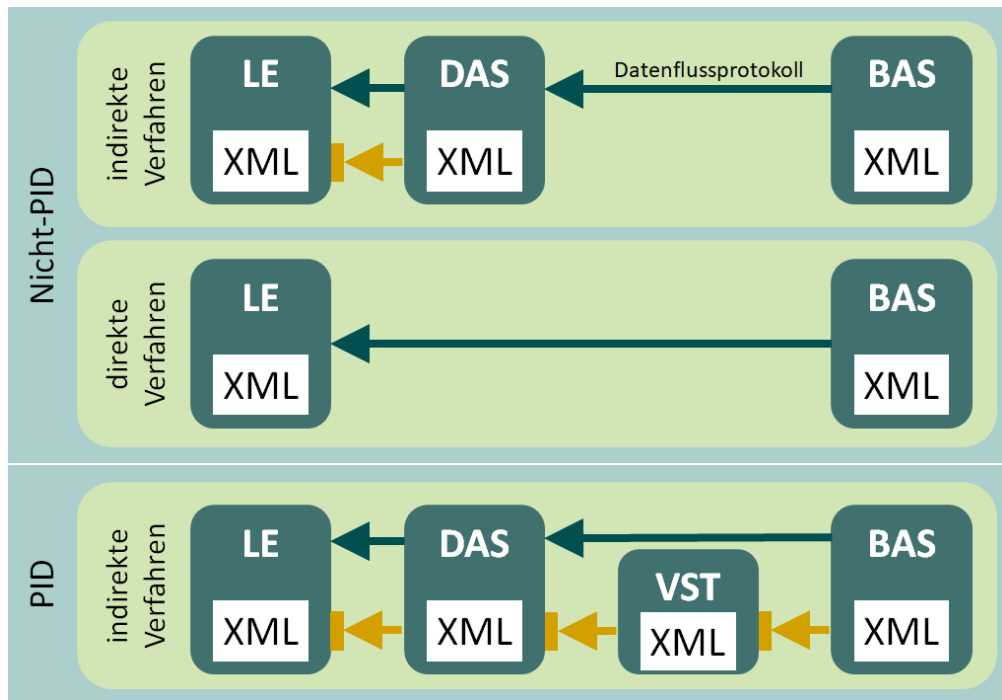 Nicht-PID
indirekte
Verfahren
LE
XML
DAS
XML
Datenflussprotokoll
BAS
XML
direkte
Verfahren
LE
XML
BAS
XML
PID
indirekte
Verfahren
LE
XML
DAS
XML
VST
XML
BAS
XML